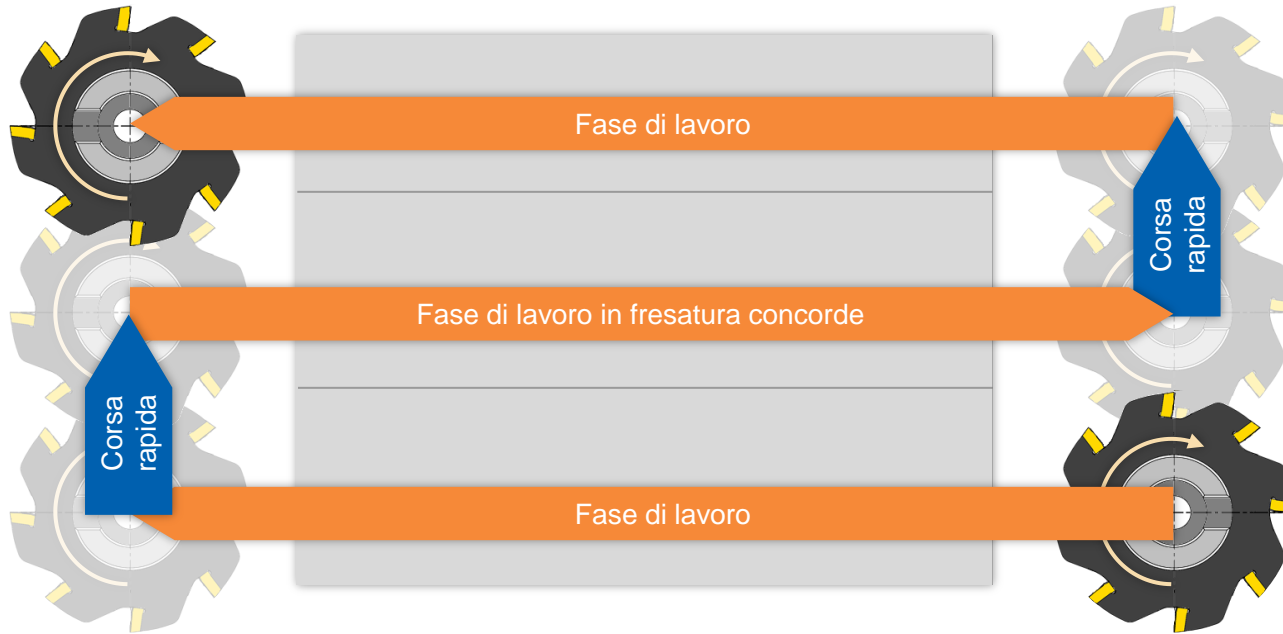 Fase di lavoro
Corsa
rapida
Fase di lavoro in fresatura concorde
Corsa
rapida
Fase di lavoro